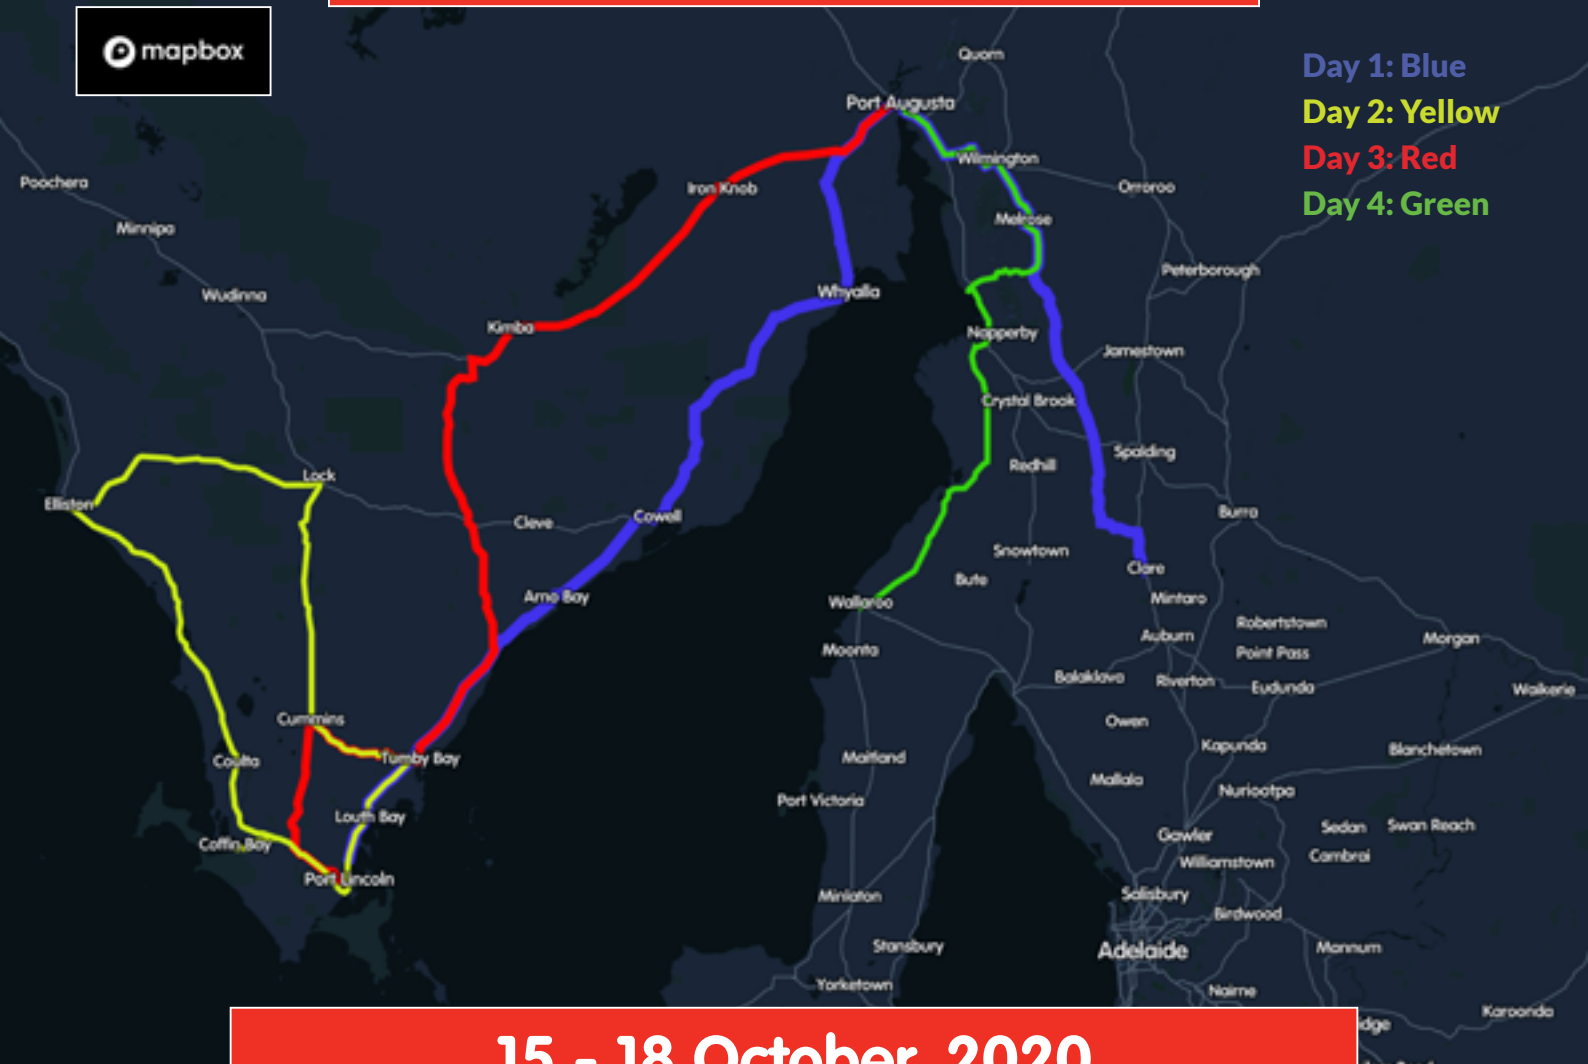 mapbox
Day 1: Blue
Day 2: Yellow
Day 3: Red
Day 4: Green
Quorn
Port Augusta
Wilmington
Poochera
Iron Knob
Orroroo
Minnipa
Melrose
Peterborough
Wudinna
Whyalla
Kimba
Napperby
Jamestown
Crystal Brook
Spalding
Redhill
Lock
Elliston
Cleve
Cowell
Burra
Snowtown
Clare
Bute
Arno Bay
Wallaroo
Mintaro
Robertstown
Auburn
Morgan
Moonta
Point Pass
Balaklava
Riverton
Eudunda
Waikerie
Cummins
Owen
Kapunda
Blanchetown
Coulta
Tumby Bay
Maitland
Mallala
Nuriootpa
Port Victoria
Louth Bay
Sedan
Swan Reach
Gawler
Coffin Bay
Cambrai
Williamstown
Port Lincoln
Minlaton
Salisbury
Birdwood
Stansbury
Adelaide
Mannum
Yorketown
Nairne
Karoonda
idge
15 - 18 October, 2020